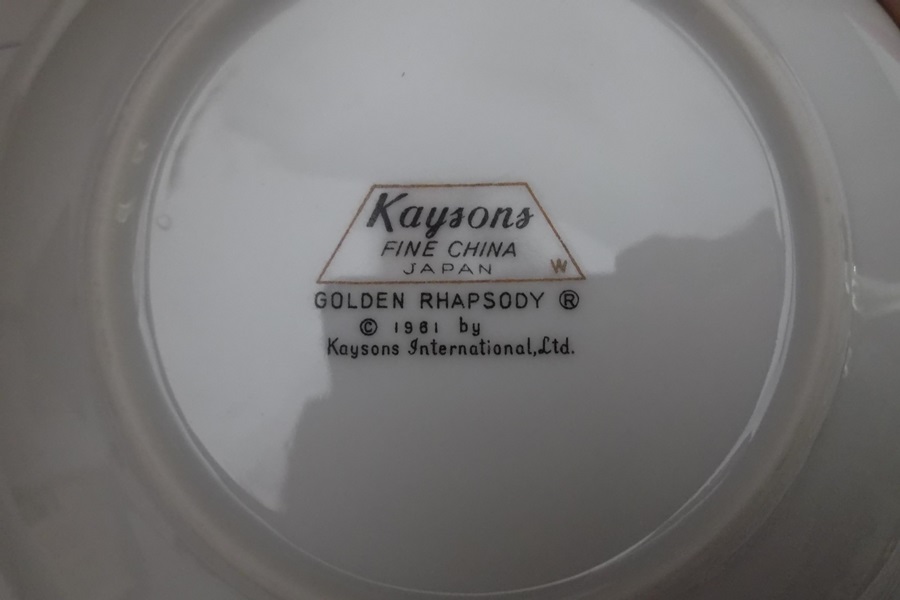 Kaysons
FINE CHINA
JAPAN
W
GOLDEN RHAPSODY ®
© 1961 by
Kaysons International, Ltd.